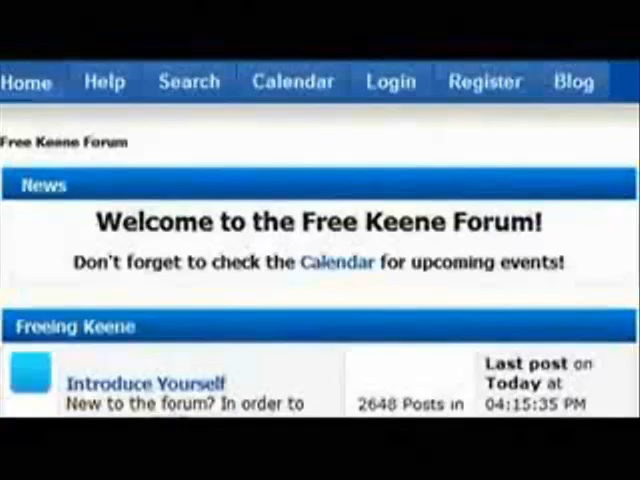 Home Help Search Calendar Login Register Blog
Free Keene Forum
News
Welcome to the Free Keene Forum!
Don't forget to check the Calendar for upcoming events!
Freeing Keene
Introduce Yourself
New to the forum? In order to
2648 Posts in
Last post on
Today at
04:15:35 PM